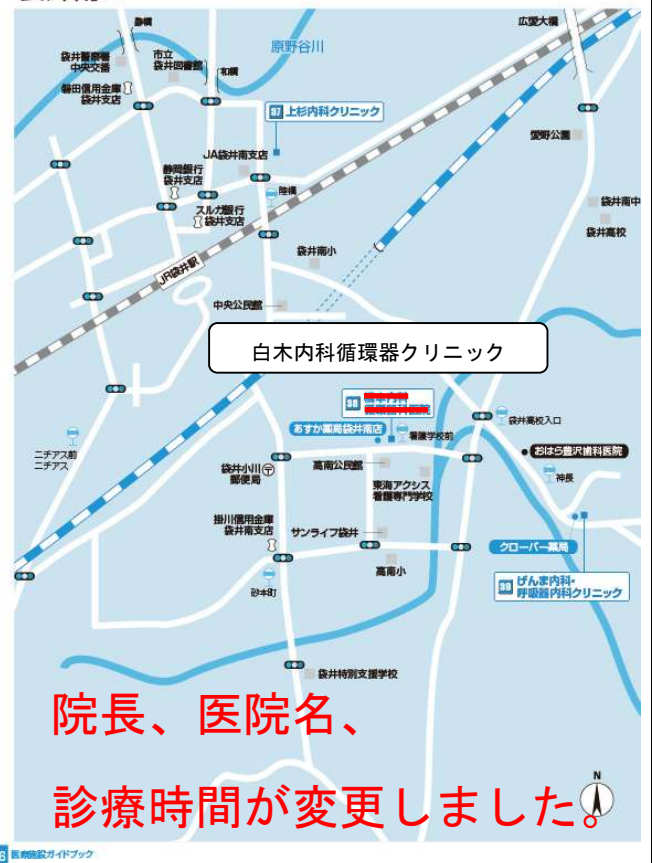 静橋
広愛大橋
袋井警察署
中央交番
市立
袋井図書館
和橋
原野谷川
磐田信用金庫
袋井支店
37 上杉内科クリニック
愛野公園
JA袋井南支店
静岡銀行
袋井支店
陸橋
スルガ銀行
袋井支店
袋井南中
袋井高校
袋井南小
JR袋井駅
中央公民館
白木内科循環器クリニック
38
あすか薬局袋井南店
看護学校前
袋井高校入口
ニチアス前
ニチアス
おはら豊沢歯科医院
袋井小川
郵便局
高南公民館
神長
東海アクシス
看護専門学校
掛川信用金庫
袋井南支店
サンライフ袋井
クローバー薬局
高南小
39 げんま内科・
呼吸器内科クリニック
砂本町
袋井特別支援学校
院長、医院名、
診療時間が変更しました。
N
医療施設ガイドブック